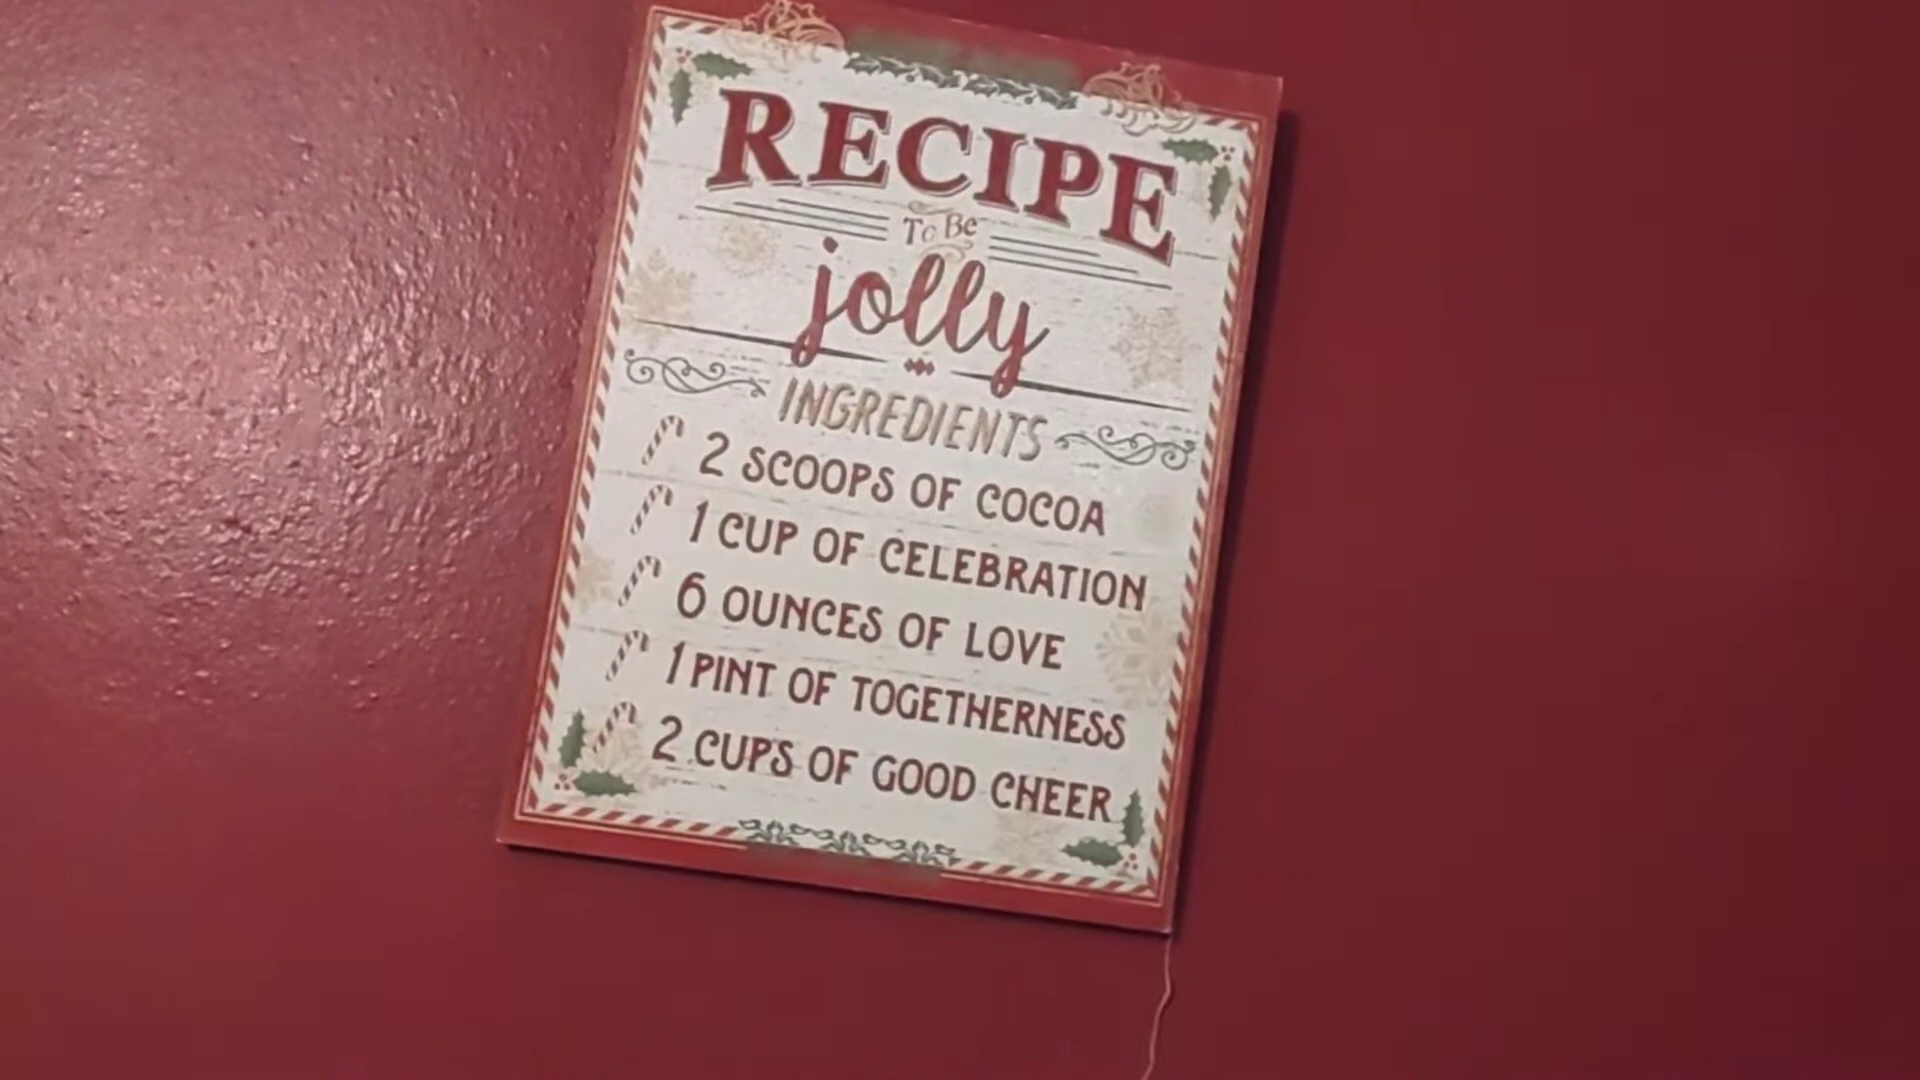 RECIPE
To Be
jolly
INGREDIENTS
2 SCOOPS OF COCOA
1 CUP OF CELEBRATION
6 OUNCES OF LOVE
1 PINT OF TOGETHERNESS
2 CUPS OF GOOD CHEER